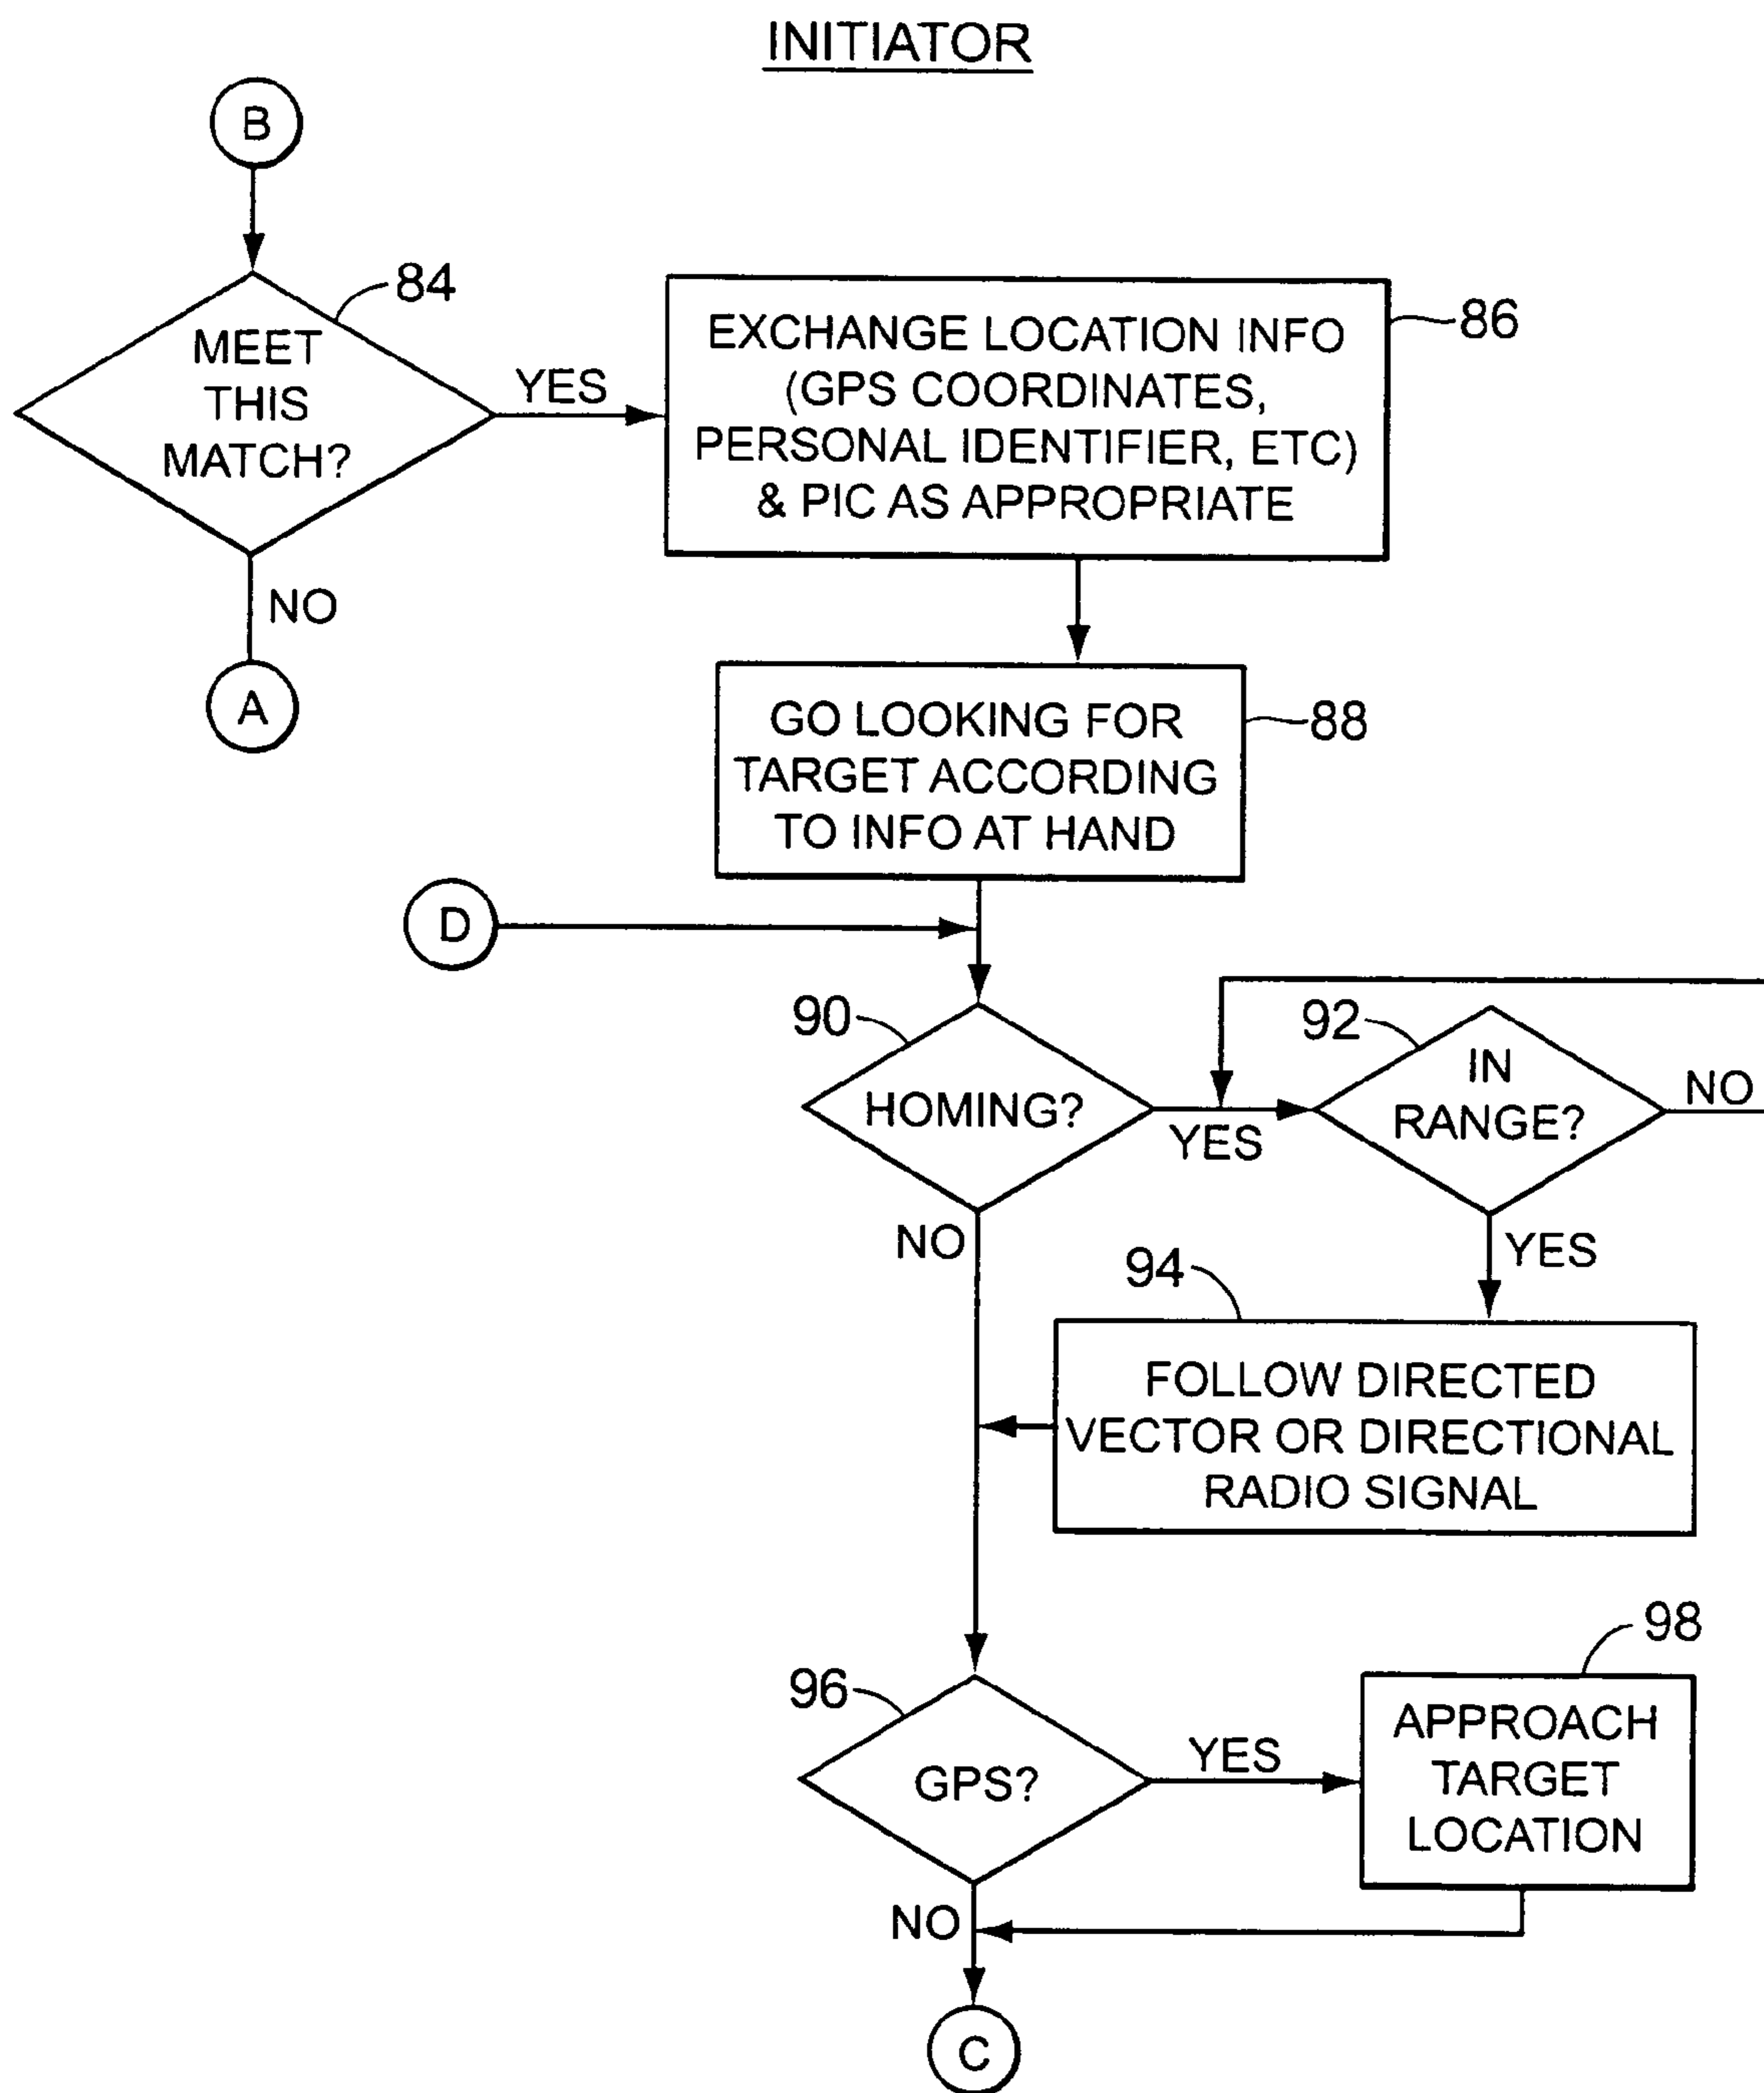 INITIATOR
B
84
MEET
THIS
MATCH?
YES
NO
A
86
EXCHANGE LOCATION INFO
(GPS COORDINATES,
PERSONAL IDENTIFIER, ETC)
& PIC AS APPROPRIATE
88
GO LOOKING FOR
TARGET ACCORDING
TO INFO AT HAND
D
90
HOMING?
YES
NO
92
IN
RANGE?
NO
YES
94
FOLLOW DIRECTED
VECTOR OR DIRECTIONAL
RADIO SIGNAL
96
GPS?
YES
NO
98
APPROACH
TARGET
LOCATION
C